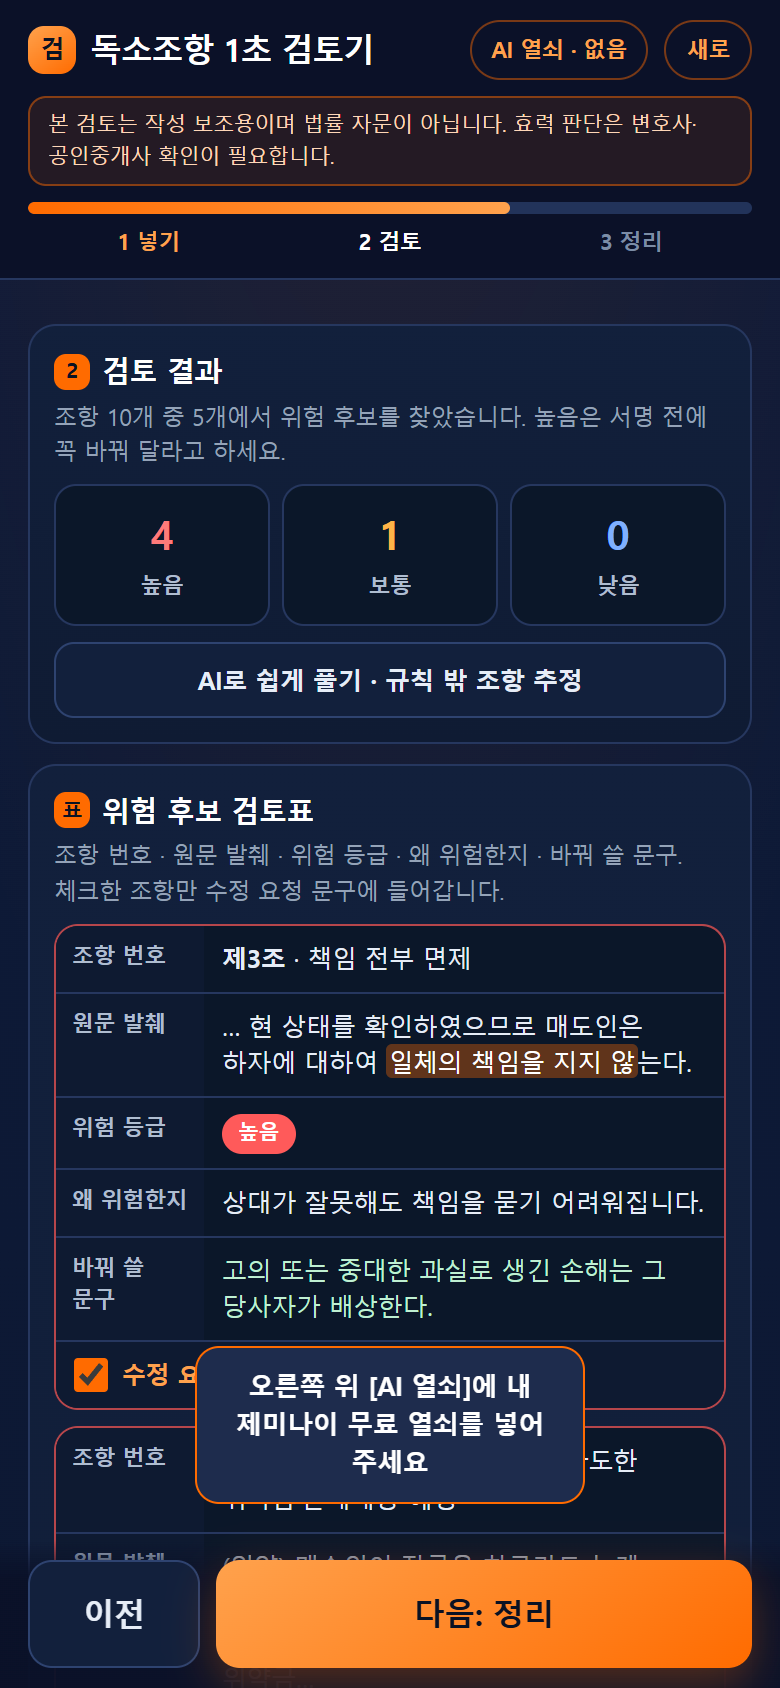 검 독소조항 1초 검토기 AI 열쇠 · 없음 새로
본 검토는 작성 보조용이며 법률 자문이 아닙니다. 효력 판단은 변호사·
공인중개사 확인이 필요합니다.
1 넣기 2 검토 3 정리
2 검토 결과
조항 10개 중 5개에서 위험 후보를 찾았습니다. 높음은 서명 전에
꼭 바꿔 달라고 하세요.
4 1 0
높음 보통 낮음
AI로 쉽게 풀기 · 규칙 밖 조항 추정
표 위험 후보 검토표
조항 번호 · 원문 발췌 · 위험 등급 · 왜 위험한지 · 바꿔 쓸 문구.
체크한 조항만 수정 요청 문구에 들어갑니다.
조항 번호 제3조 · 책임 전부 면제
원문 발췌 ... 현 상태를 확인하였으므로 매도인은
하자에 대하여 일체의 책임을 지지 않는다.
위험 등급 높음
왜 위험한지 상대가 잘못해도 책임을 묻기 어려워집니다.
바꿔 쓸 고의 또는 중대한 과실로 생긴 손해는 그
문구 당사자가 배상한다.
수정
오른쪽 위 [AI 열쇠]에 내
제미나이 무료 열쇠를 넣어
주세요
조항 번호
원문 발췌
이전 다음: 정리